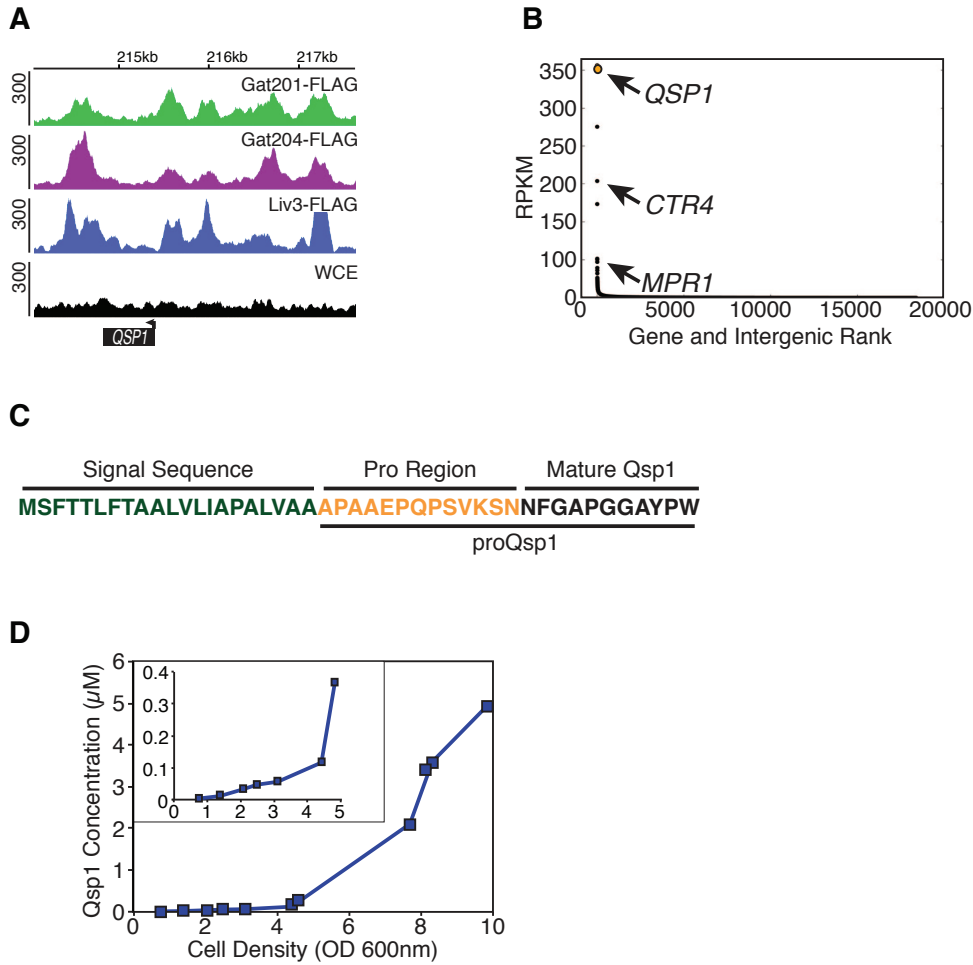 A
215kb 216kb 217kb
300 Gat201-FLAG
300 Gat204-FLAG
300 Liv3-FLAG
300 WCE
QSP1
B
350
300
250
200
150
100
50
0
RPKM
QSP1
CTR4
MPR1
0 5000 10000 15000 20000
Gene and Intergenic Rank
C
Signal Sequence Pro Region Mature Qsp1
MSFTTLFTAALVLIAPALVAAAPAAEPQPSVKSNNFGAPGGAYPW
proQsp1
D
6
5
4
3
2
1
0
Qsp1 Concentration (µM)
0.4
0.3
0.2
0.1
0
0 1 2 3 4 5
0 2 4 6 8 10
Cell Density (OD 600nm)